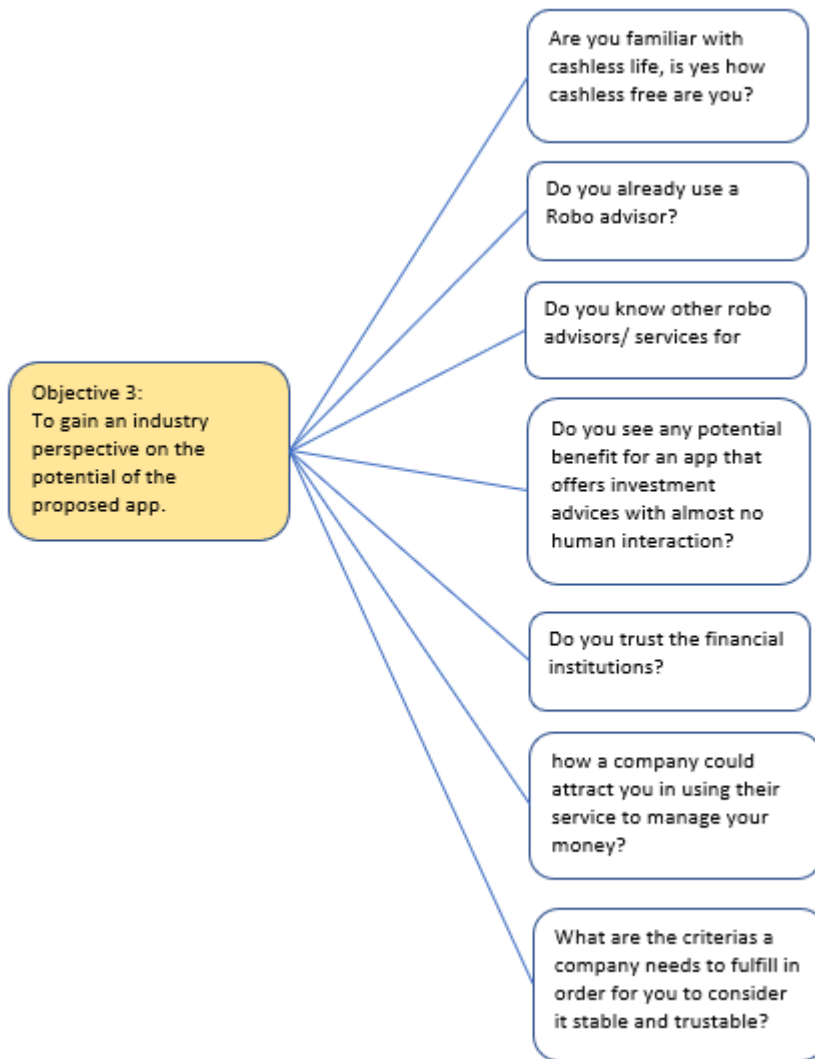 Are you familiar with
cashless life, is yes how
cashless free are you?
Do you already use a
Robo advisor?
Do you know other robo
advisors/ services for
Objective 3:
To gain an industry
perspective on the
potential of the
proposed app.
Do you see any potential
benefit for an app that
offers investment
advices with almost no
human interaction?
Do you trust the financial
institutions?
how a company could
attract you in using their
service to manage your
money?
What are the criterias a
company needs to fulfill in
order for you to consider
it stable and trustable?